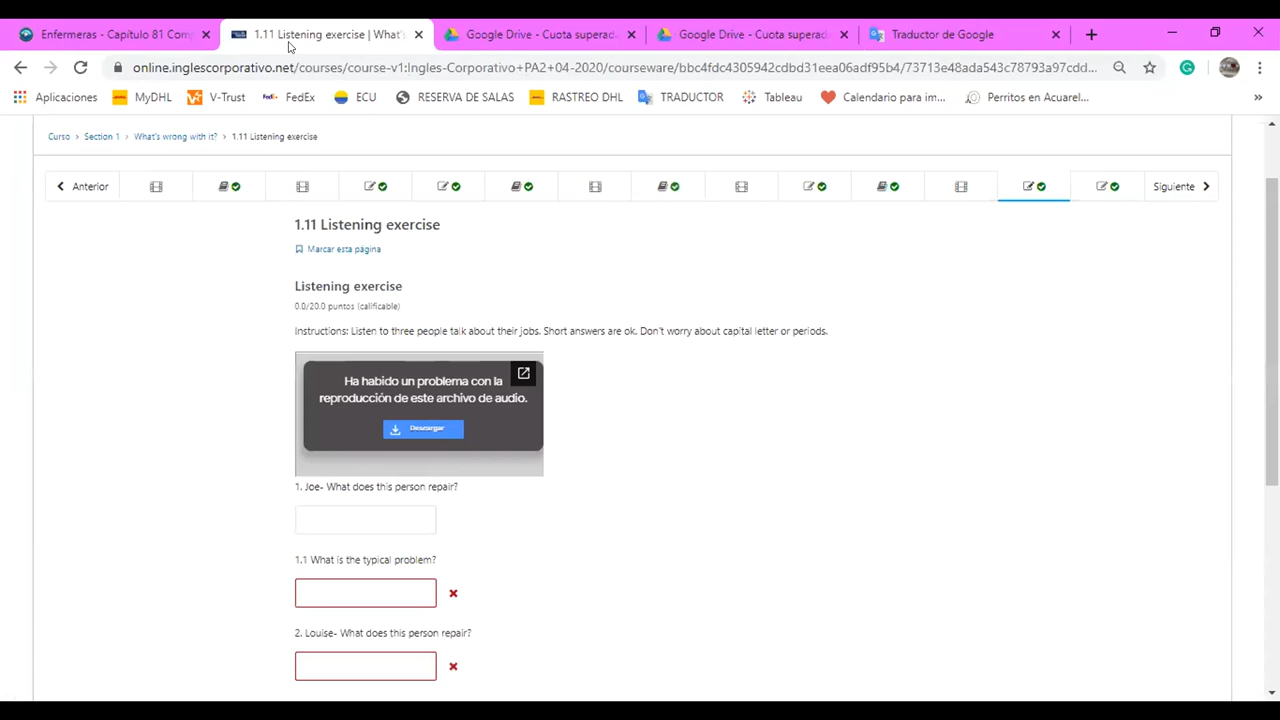 Enfermeras - Capítulo 81 Comp
1.11 Listening exercise | What's
Google Drive - Cuota superad
Google Drive - Cuota superad
Traductor de Google
online.inglescorporativo.net/courses/course-v1:Ingles-Corporativo+PA2+04-2020/courseware/bbc4fdc4305942cdbd31eea06adf95b4/73713e48ada543c78793a97cdd...
Aplicaciones
MyDHL
V-Trust
FedEx
ECU
RESERVA DE SALAS
RASTREO DHL
TRADUCTOR
Tableau
Calendario para im...
Perritos en Acuarel...
»
Curso > Section 1 > What's wrong with it? > 1.11 Listening exercise
Anterior
Siguiente
1.11 Listening exercise
Marcar esta página
Listening exercise
0.0/20.0 puntos (calificable)
Instructions: Listen to three people talk about their jobs. Short answers are ok. Don't worry about capital letter or periods.
Ha habido un problema con la
reproducción de este archivo de audio.
Descargar
1. Joe- What does this person repair?
1.1 What is the typical problem?
2. Louise- What does this person repair?